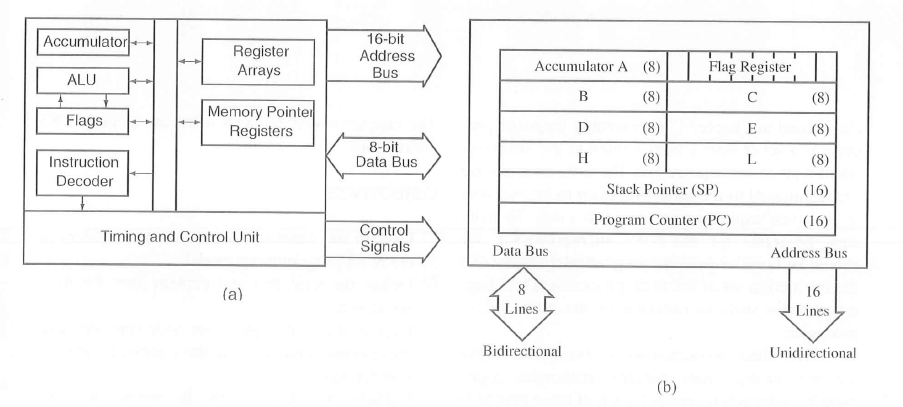 Accumulator
ALU
Flags
Instruction
Decoder
Register
Arrays
Memory Pointer
Registers
Timing and Control Unit
16-bit
Address
Bus
8-bit
Data Bus
Control
Signals
(a)
Accumulator A (8) Flag Register
B (8) C (8)
D (8) E (8)
H (8) L (8)
Stack Pointer (SP) (16)
Program Counter (PC) (16)
Data Bus Address Bus
8 16
Lines Lines
Bidirectional Unidirectional
(b)